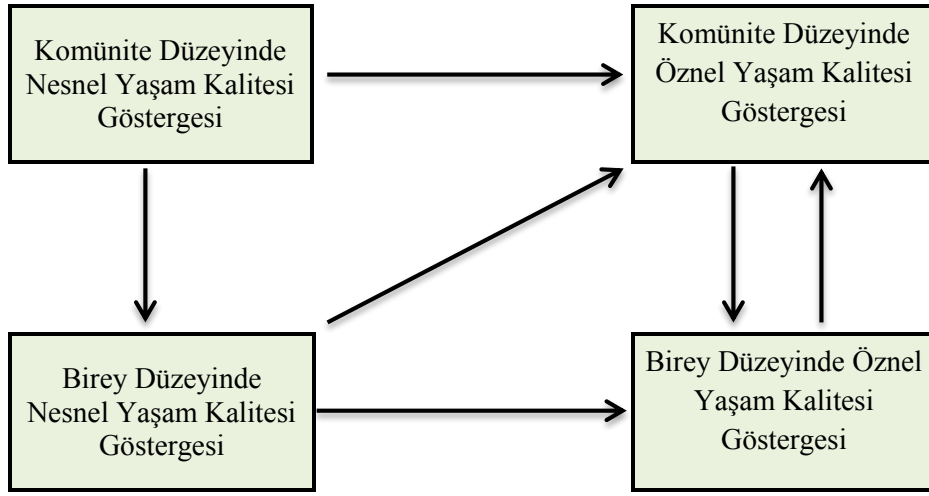 Komünite Düzeyinde
Nesnel Yaşam Kalitesi
Göstergesi
Komünite Düzeyinde
Öznel Yaşam Kalitesi
Göstergesi
Birey Düzeyinde
Nesnel Yaşam Kalitesi
Göstergesi
Birey Düzeyinde Öznel
Yaşam Kalitesi
Göstergesi